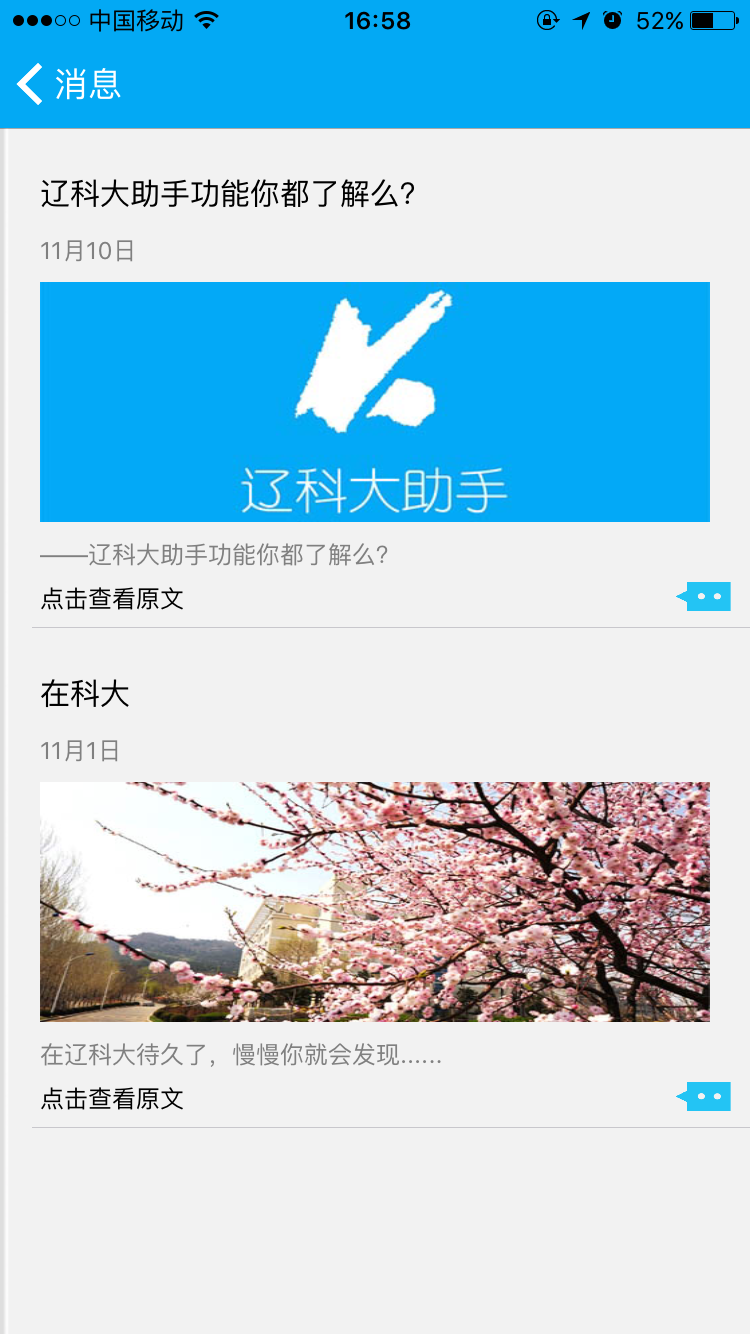 中国移动 16:58 52%
消息
辽科大助手功能你都了解么?
11月10日
辽科大助手
——辽科大助手功能你都了解么?
点击查看原文
在科大
11月1日
在辽科大待久了，慢慢你就会发现......
点击查看原文